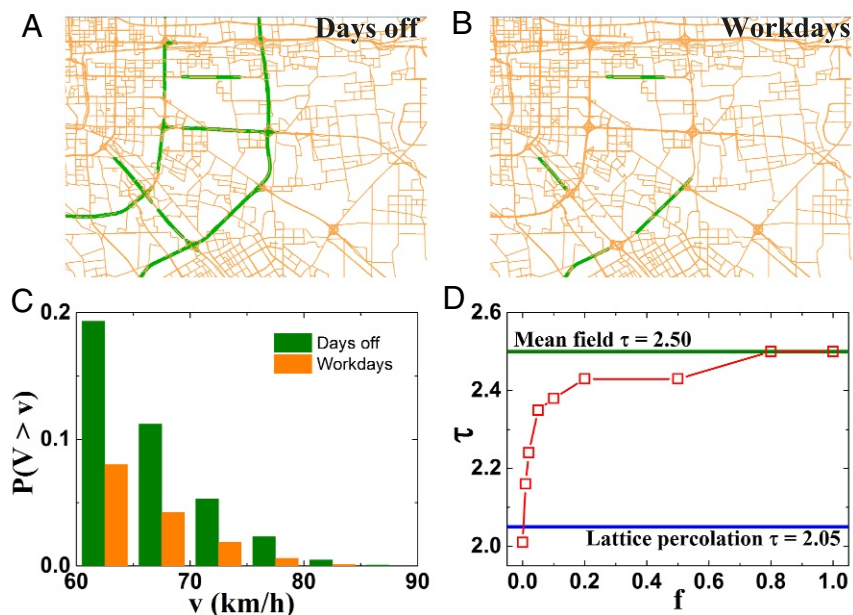 A
Days off
B
Workdays
C
0.2
0.1
0.0
P(V > v)
Days off
Workdays
60
70
80
90
v (km/h)
D
2.6
2.4
2.2
2.0
τ
Mean field τ = 2.50
Lattice percolation τ = 2.05
0.0 0.2 0.4 0.6 0.8 1.0
f